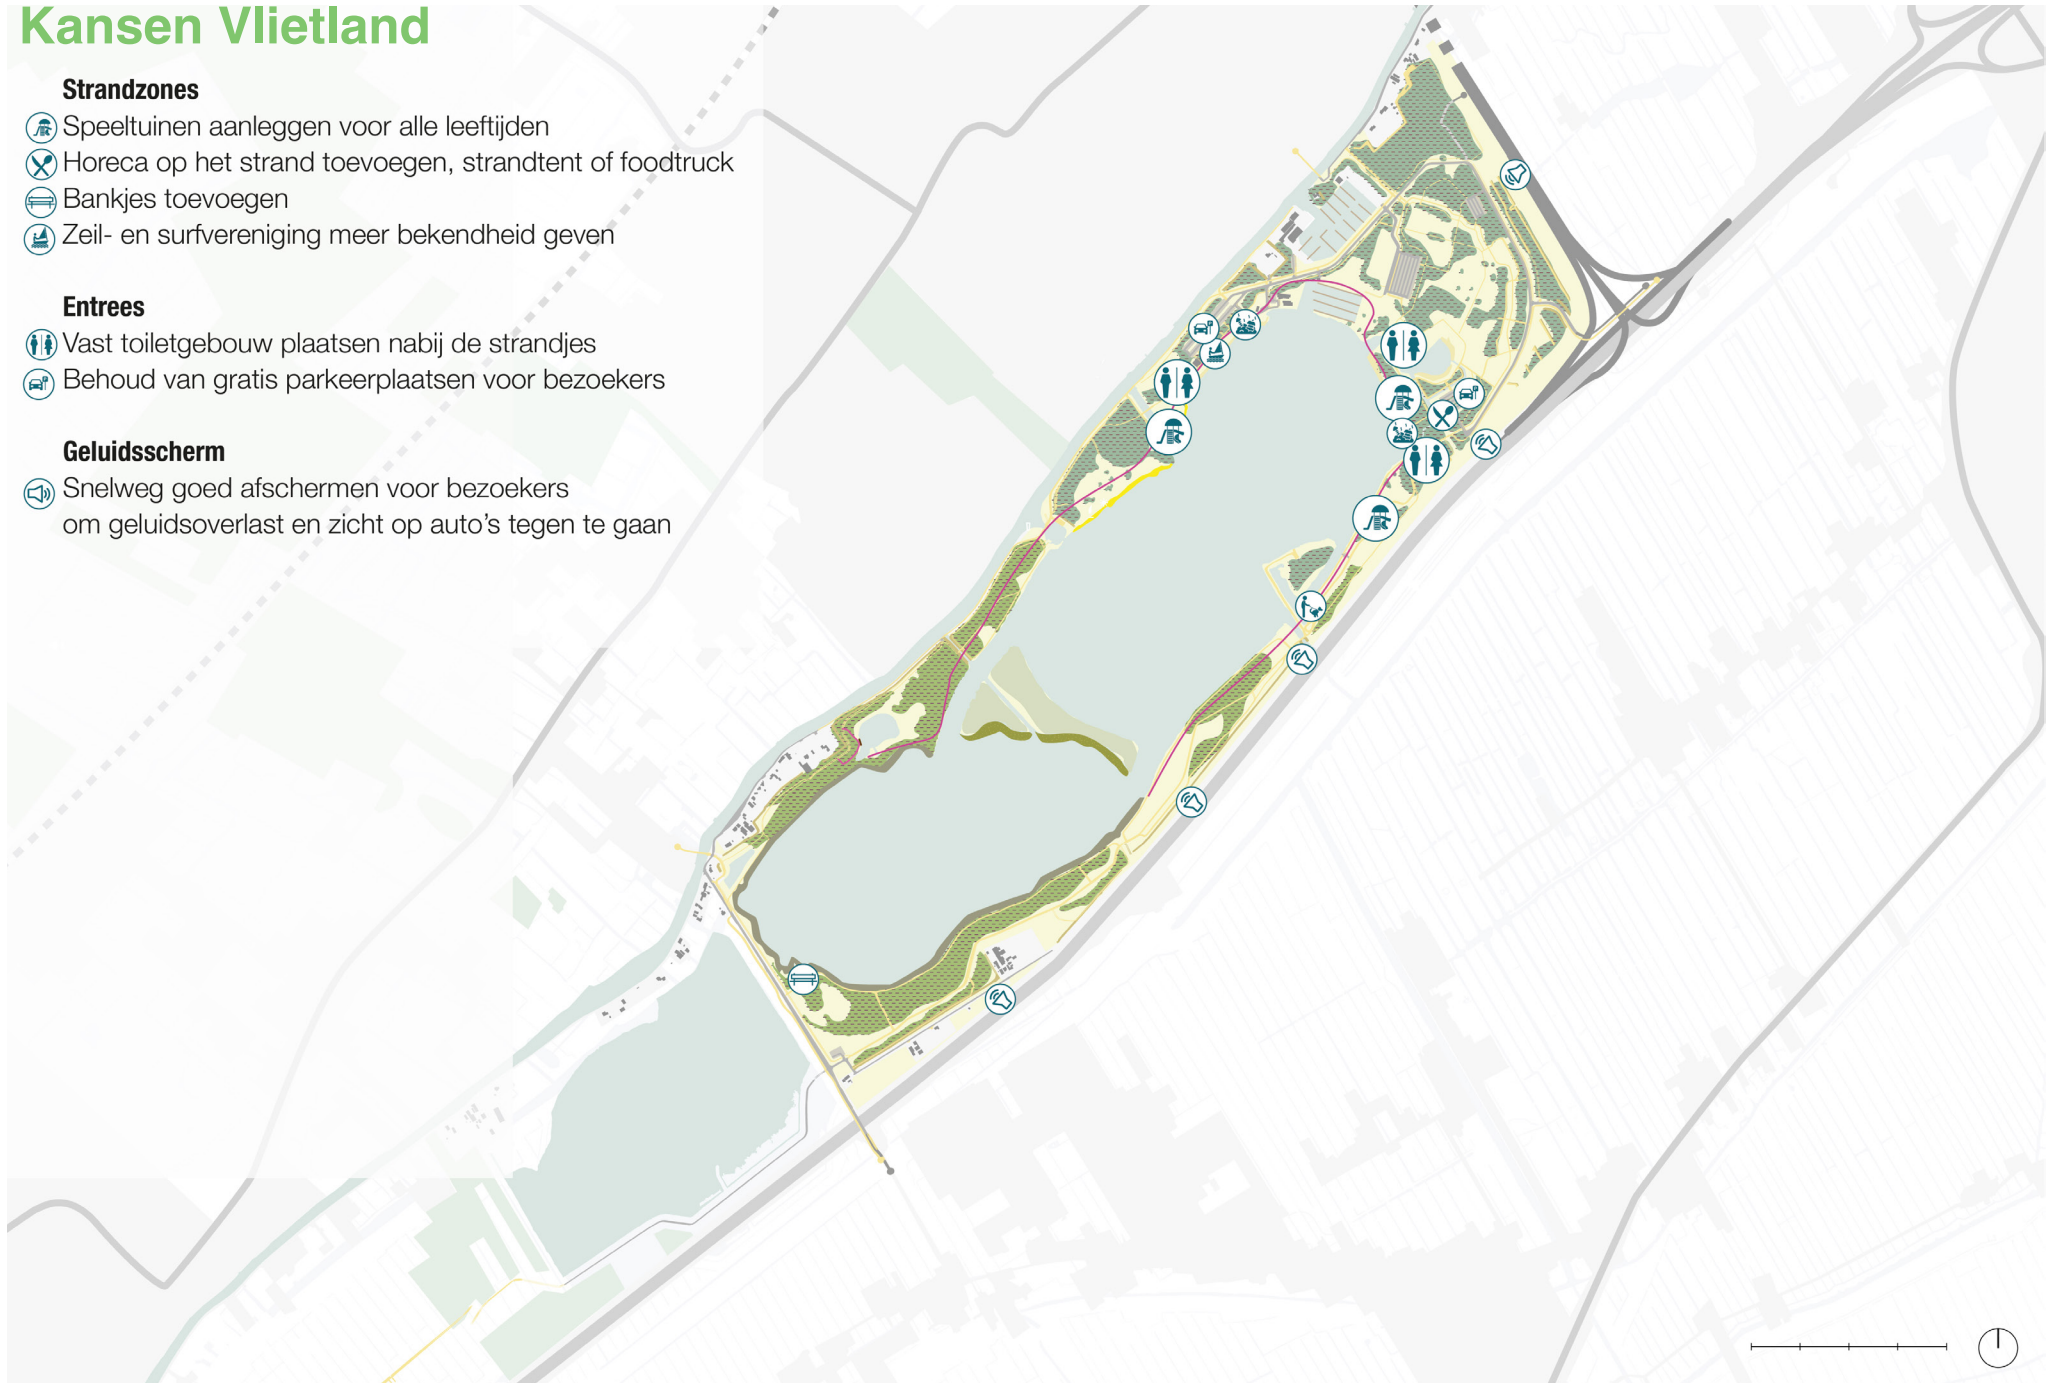 Kansen Vlietland
Strandzones
Speeltuinen aanleggen voor alle leeftijden
Horeca op het strand toevoegen, strandtent of foodtruck
Bankjes toevoegen
Zeil- en surfvereniging meer bekendheid geven
Entrees
Vast toiletgebouw plaatsen nabij de strandjes
Behoud van gratis parkeerplaatsen voor bezoekers
Geluidsscherm
Snelweg goed afschermen voor bezoekers
om geluidsoverlast en zicht op auto's tegen te gaan